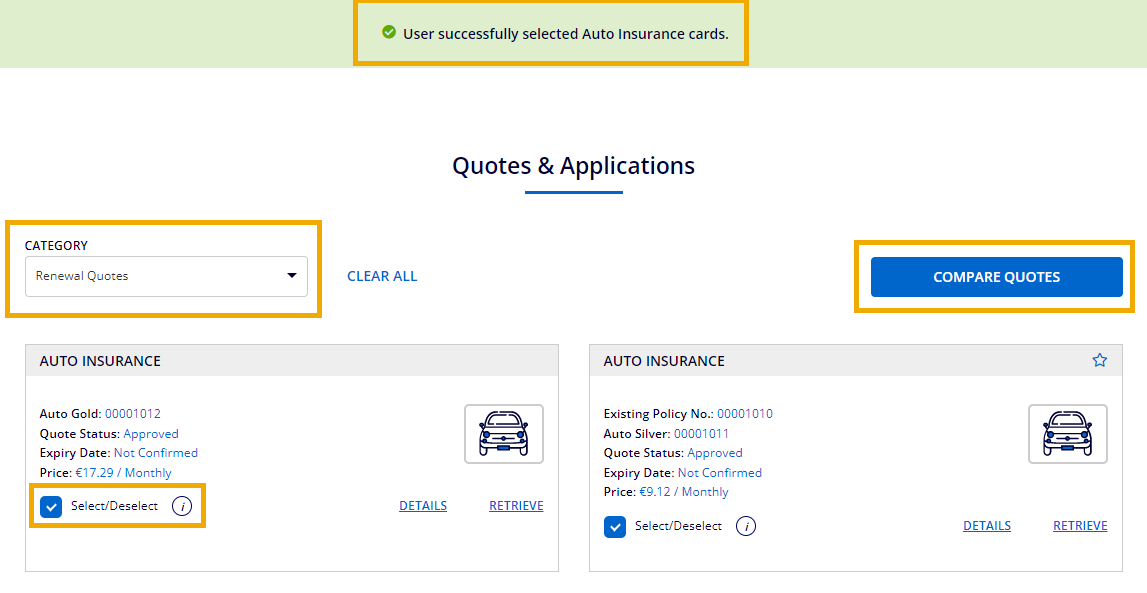 User successfully selected Auto Insurance cards.
Quotes & Applications
CATEGORY
Renewal Quotes
CLEAR ALL
COMPARE QUOTES
AUTO INSURANCE
Auto Gold: 00001012
Quote Status: Approved
Expiry Date: Not Confirmed
Price: €17.29 / Monthly
Select/Deselect i
DETAILS RETRIEVE
AUTO INSURANCE
Existing Policy No.: 00001010
Auto Silver: 00001011
Quote Status: Approved
Expiry Date: Not Confirmed
Price: €9.12 / Monthly
Select/Deselect i
DETAILS RETRIEVE